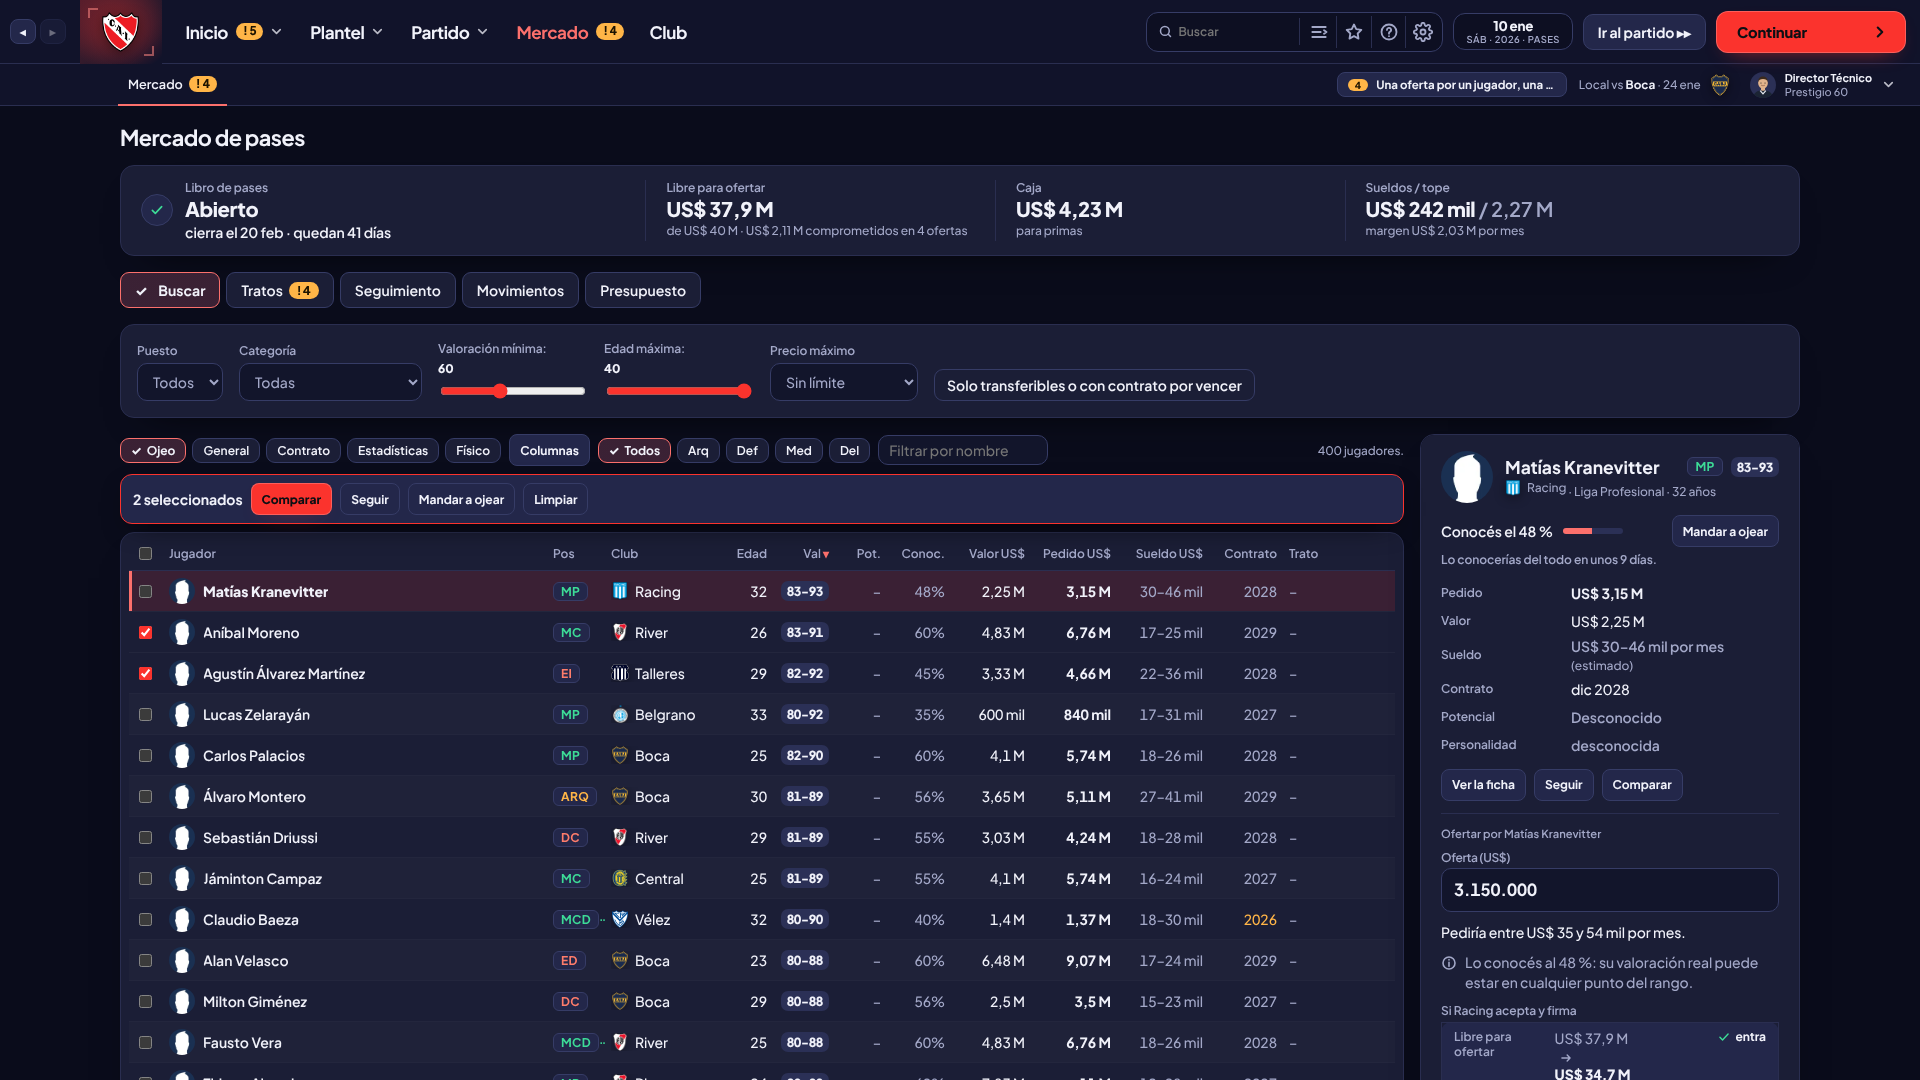 Inicio !5
Plantel
Partido
Mercado !4
Club
Buscar
10 ene
SÁB · 2026 · PASES
Ir al partido ▸▸
Continuar
Mercado !4
4 Una oferta por un jugador, una ...
Local vs Boca · 24 ene
Director Técnico
Prestigio 60
Mercado de pases
Libro de pases
Abierto
cierra el 20 feb · quedan 41 días
Libre para ofertar
US$ 37,9 M
de US$ 40 M · US$ 2,11 M comprometidos en 4 ofertas
Caja
US$ 4,23 M
para primas
Sueldos / tope
US$ 242 mil / 2,27 M
margen US$ 2,03 M por mes
Buscar
Tratos !4
Seguimiento
Movimientos
Presupuesto
Puesto
Todos
Categoría
Todas
Valoración mínima:
60
Edad máxima:
40
Precio máximo
Sin límite
Solo transferibles o con contrato por vencer
Ojeo General Contrato Estadísticas Físico Columnas Todos Arq Def Med Del Filtrar por nombre 400 jugadores.
2 seleccionados Comparar Seguir Mandar a ojear Limpiar
Jugador Pos Club Edad Val▼ Pot. Conoc. Valor US$ Pedido US$ Sueldo US$ Contrato Trato
Matías Kranevitter MP Racing 32 83–93 – 48% 2,25 M 3,15 M 30–46 mil 2028 –
Aníbal Moreno MC River 26 83–91 – 60% 4,83 M 6,76 M 17–25 mil 2029 –
Agustín Álvarez Martínez EI Talleres 29 82–92 – 45% 3,33 M 4,66 M 22–36 mil 2028 –
Lucas Zelarayán MP Belgrano 33 80–92 – 35% 600 mil 840 mil 17–31 mil 2027 –
Carlos Palacios MP Boca 25 82–90 – 60% 4,1 M 5,74 M 18–26 mil 2028 –
Álvaro Montero ARQ Boca 30 81–89 – 56% 3,65 M 5,11 M 27–41 mil 2029 –
Sebastián Driussi DC River 29 81–89 – 55% 3,03 M 4,24 M 18–28 mil 2028 –
Jáminton Campaz MC Central 25 81–89 – 55% 4,1 M 5,74 M 16–24 mil 2027 –
Claudio Baeza MCD Vélez 32 80–90 – 40% 1,4 M 1,37 M 18–30 mil 2026 –
Alan Velasco ED Boca 23 80–88 – 60% 6,48 M 9,07 M 17–24 mil 2029 –
Milton Giménez DC Boca 29 80–88 – 56% 2,5 M 3,5 M 15–23 mil 2027 –
Fausto Vera MCD River 25 80–88 – 60% 4,83 M 6,76 M 18–26 mil 2028 –
Matías Kranevitter MP 83–93
Racing · Liga Profesional · 32 años
Conocés el 48 %
Mandar a ojear
Lo conocerías del todo en unos 9 días.
Pedido US$ 3,15 M
Valor US$ 2,25 M
Sueldo US$ 30–46 mil por mes
(estimado)
Contrato dic 2028
Potencial Desconocido
Personalidad desconocida
Ver la ficha Seguir Comparar
Ofertar por Matías Kranevitter
Oferta (US$)
3.150.000
Pediría entre US$ 35 y 54 mil por mes.
Lo conocés al 48 %: su valoración real puede
estar en cualquier punto del rango.
Si Racing acepta y firma
Libre para
ofertar
US$ 37,9 M
→
US$ 34,7 M
entra